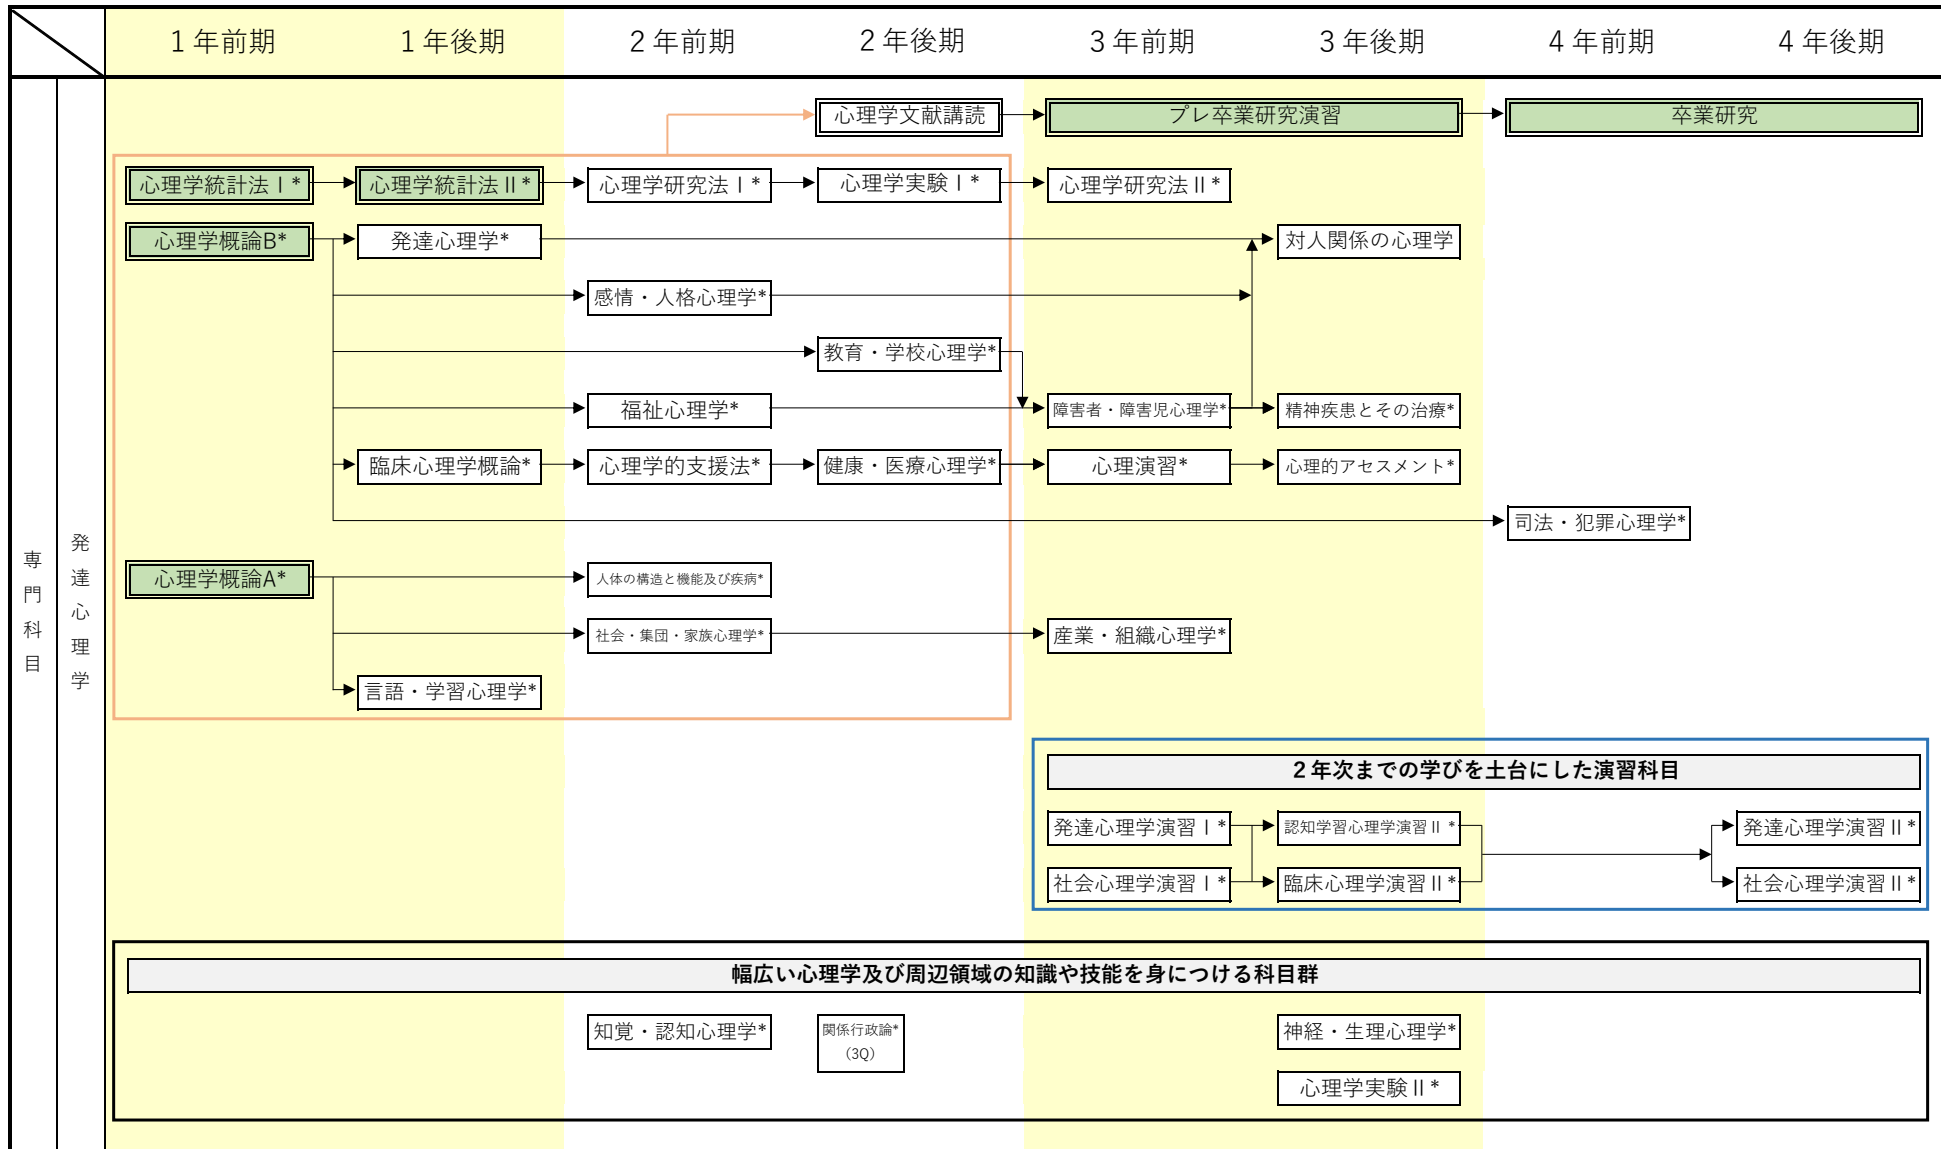 1年前期 1年後期 2年前期 2年後期 3年前期 3年後期 4年前期 4年後期
心理学文献講読 プレ卒業研究演習 卒業研究
心理学統計法Ⅰ* 心理学統計法Ⅱ* 心理学研究法Ⅰ* 心理学実験Ⅰ* 心理学研究法Ⅱ*
心理学概論B* 発達心理学* 対人関係の心理学
感情・人格心理学*
教育・学校心理学*
福祉心理学* 障害者・障害児心理学* 精神疾患とその治療*
臨床心理学概論* 心理学的支援法* 健康・医療心理学* 心理演習* 心理的アセスメント*
司法・犯罪心理学*
専門科目
発達心理学
心理学概論A* 人体の構造と機能及び疾病*
社会・集団・家族心理学* 産業・組織心理学*
言語・学習心理学*
2年次までの学びを土台にした演習科目
発達心理学演習Ⅰ* 認知学習心理学演習Ⅱ* 発達心理学演習Ⅱ*
社会心理学演習Ⅰ* 臨床心理学演習Ⅱ* 社会心理学演習Ⅱ*
幅広い心理学及び周辺領域の知識や技能を身につける科目群
知覚・認知心理学* 関係行政論* 神経・生理心理学*
(3Q)
心理学実験Ⅱ*